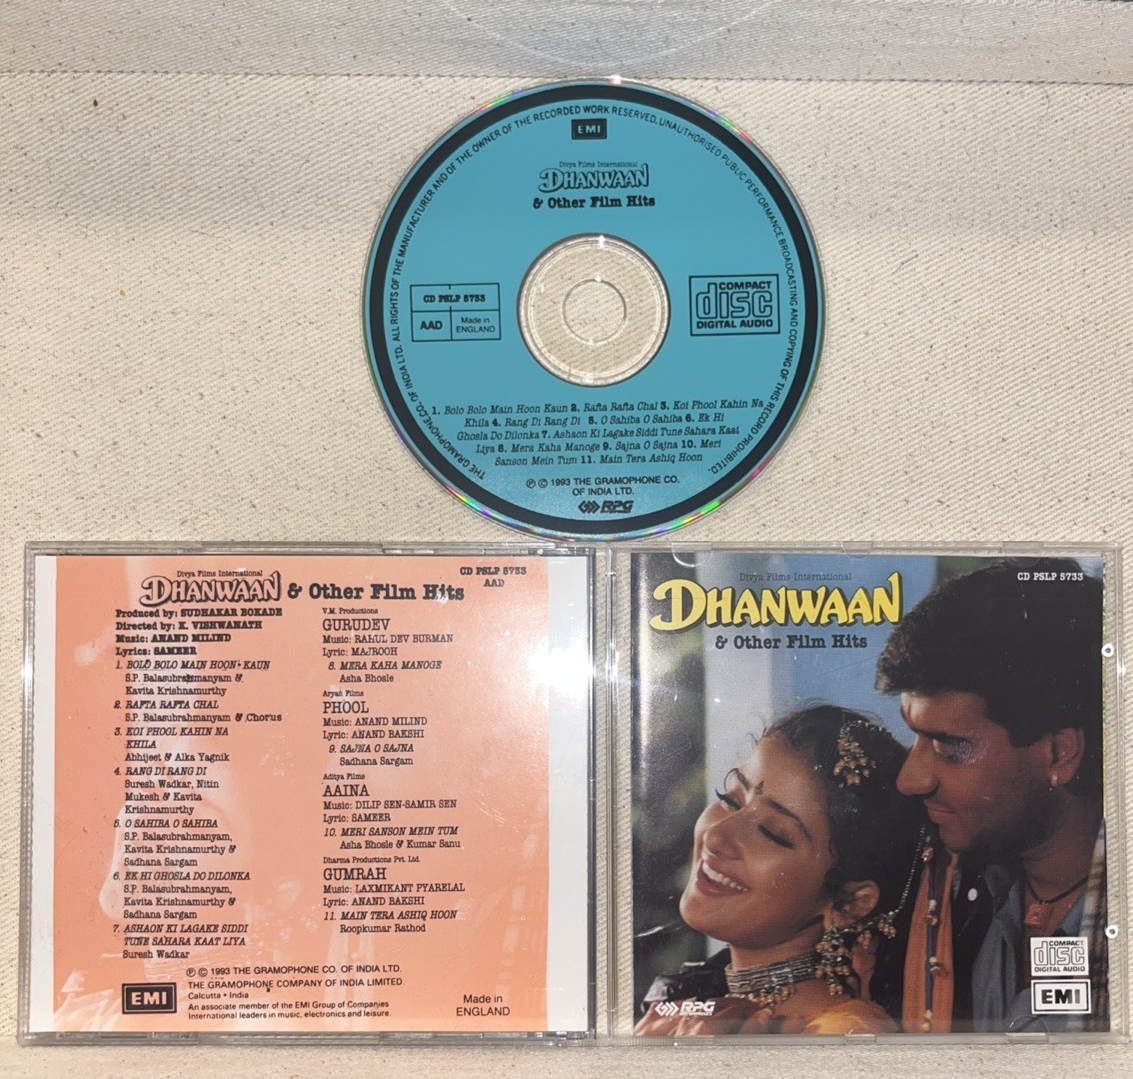 THE GRAMOPHONE CO. OF INDIA LTD. ALL RIGHTS OF THE MANUFACTURER AND OF THE OWNER OF THE RECORDED WORK RESERVED. UNAUTHORISED PUBLIC PERFORMANCE BROADCASTING AND COPYING OF THIS RECORD PROHIBITED.
EMI
Divya Films International
DHANWAAN
& Other Film Hits
CD PSLP 5733
AAD
Made in
ENGLAND
COMPACT
disc
DIGITAL AUDIO
1. Bolo Bolo Main Hoon Kaun 2. Rafta Rafta Chal 3. Koi Phool Kahin Na
Khila 4. Rang Di Rang Di 5. O Sahiba O Sahiba 6. Ek Hi
Ghosla Do Dilonka 7. Ashaon Ki Lagake Siddi Tune Sahara Kaat
Liya 8. Mera Kaha Manoge 9. Sajna O Sajna 10. Meri
Sanson Mein Tum 11. Main Tera Ashiq Hoon
℗ © 1993 THE GRAMOPHONE CO.
OF INDIA LTD.
RPG
Divya Films International
DHANWAAN & Other Film Hits
CD PSLP 5733
AAD
Produced by: SUDHAKAR BOKADE
Directed by: K. VISHWANATH
Music: ANAND MILIND
Lyrics: SAMEER
1. BOLO BOLO MAIN HOON KAUN
S.P. Balasubrahmanyam &
Kavita Krishnamurthy
2. RAFTA RAFTA CHAL
S.P. Balasubrahmanyam & Chorus
3. KOI PHOOL KAHIN NA
KHILA
Abhijeet & Alka Yagnik
4. RANG DI RANG DI
Suresh Wadkar, Nitin
Mukesh & Kavita
Krishnamurthy
5. O SAHIBA O SAHIBA
S.P. Balasubrahmanyam,
Kavita Krishnamurthy &
Sadhana Sargam
6. EK HI GHOSLA DO DILONKA
S.P. Balasubrahmanyam,
Kavita Krishnamurthy &
Sadhana Sargam
7. ASHAON KI LAGAKE SIDDI
TUNE SAHARA KAAT LIYA
Suresh Wadkar
V.M. Productions
GURUDEV
Music: RAHUL DEV BURMAN
Lyric: MAJROOH
8. MERA KAHA MANOGE
Asha Bhosle
Aryan Films
PHOOL
Music: ANAND MILIND
Lyric: ANAND BAKSHI
9. SAJNA O SAJNA
Sadhana Sargam
Aditya Films
AAINA
Music: DILIP SEN-SAMIR SEN
Lyric: SAMEER
10. MERI SANSON MEIN TUM
Asha Bhosle & Kumar Sanu
Dharma Productions Pvt. Ltd.
GUMRAH
Music: LAXMIKANT PYARELAL
Lyric: ANAND BAKSHI
11. MAIN TERA ASHIQ HOON
Roopkumar Rathod
℗ © 1993 THE GRAMOPHONE CO. OF INDIA LTD.
THE GRAMOPHONE COMPANY OF INDIA LIMITED.
Calcutta • India
An associate member of the EMI Group of Companies
International leaders in music, electronics and leisure.
EMI
Made in
ENGLAND
Divya Films International
DHANWAAN
& Other Film Hits
CD PSLP 5733
COMPACT
disc
DIGITAL AUDIO
EMI
RPG